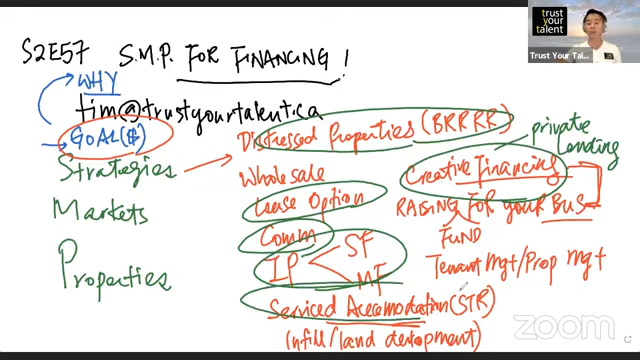 S2E57 S.M.P. FOR FINANCING!
WHY
tim@trustyourtalent.ca
GOAL($)
Strategies
Markets
Properties
Distressed Properties (BRRRR)
Wholesale
Lease Option
Comm
IP
SF
MF
Serviced Accomodation (STR)
(infill/land development)
private
Lending
Creative Financing
RAISING FOR YOUR BUS
FUND
Tenant Mgt/Prop Mgt
trust
your
talent
Trust Your Tal...
LIVE
zoom